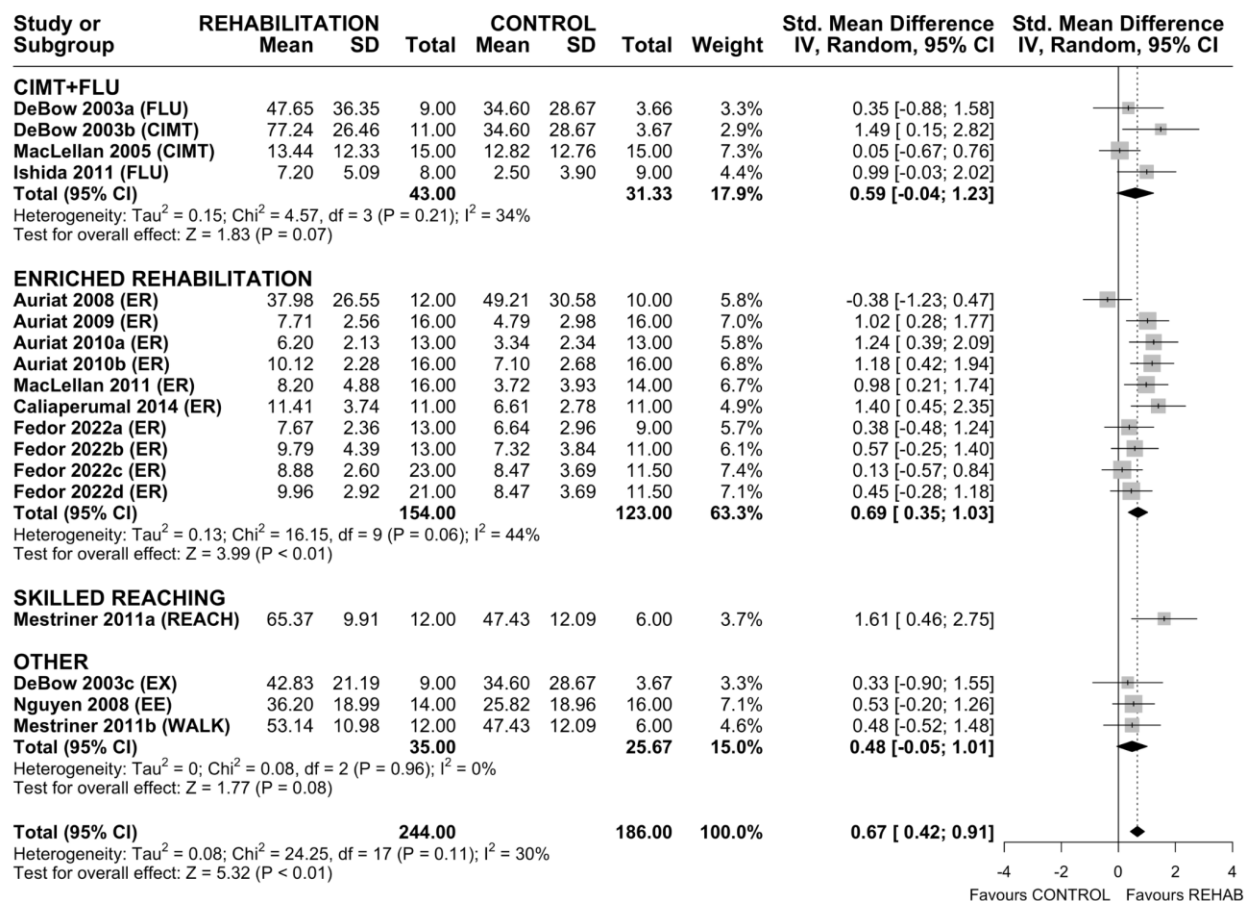 Study or REHABILITATION CONTROL Std. Mean Difference Std. Mean Difference
Subgroup Mean SD Total Mean SD Total Weight IV, Random, 95% CI IV, Random, 95% CI
CIMT+FLU
DeBow 2003a (FLU) 47.65 36.35 9.00 34.60 28.67 3.66 3.3% 0.35 [-0.88; 1.58]
DeBow 2003b (CIMT) 77.24 26.46 11.00 34.60 28.67 3.67 2.9% 1.49 [ 0.15; 2.82]
MacLellan 2005 (CIMT) 13.44 12.33 15.00 12.82 12.76 15.00 7.3% 0.05 [-0.67; 0.76]
Ishida 2011 (FLU) 7.20 5.09 8.00 2.50 3.90 9.00 4.4% 0.99 [-0.03; 2.02]
Total (95% CI) 43.00 31.33 17.9% 0.59 [-0.04; 1.23]
Heterogeneity: Tau² = 0.15; Chi² = 4.57, df = 3 (P = 0.21); I² = 34%
Test for overall effect: Z = 1.83 (P = 0.07)
ENRICHED REHABILITATION
Auriat 2008 (ER) 37.98 26.55 12.00 49.21 30.58 10.00 5.8% -0.38 [-1.23; 0.47]
Auriat 2009 (ER) 7.71 2.56 16.00 4.79 2.98 16.00 7.0% 1.02 [ 0.28; 1.77]
Auriat 2010a (ER) 6.20 2.13 13.00 3.34 2.34 13.00 5.8% 1.24 [ 0.39; 2.09]
Auriat 2010b (ER) 10.12 2.28 16.00 7.10 2.68 16.00 6.8% 1.18 [ 0.42; 1.94]
MacLellan 2011 (ER) 8.20 4.88 16.00 3.72 3.93 14.00 6.7% 0.98 [ 0.21; 1.74]
Caliaperumal 2014 (ER) 11.41 3.74 11.00 6.61 2.78 11.00 4.9% 1.40 [ 0.45; 2.35]
Fedor 2022a (ER) 7.67 2.36 13.00 6.64 2.96 9.00 5.7% 0.38 [-0.48; 1.24]
Fedor 2022b (ER) 9.79 4.39 13.00 7.32 3.84 11.00 6.1% 0.57 [-0.25; 1.40]
Fedor 2022c (ER) 8.88 2.60 23.00 8.47 3.69 11.50 7.4% 0.13 [-0.57; 0.84]
Fedor 2022d (ER) 9.96 2.92 21.00 8.47 3.69 11.50 7.1% 0.45 [-0.28; 1.18]
Total (95% CI) 154.00 123.00 63.3% 0.69 [ 0.35; 1.03]
Heterogeneity: Tau² = 0.13; Chi² = 16.15, df = 9 (P = 0.06); I² = 44%
Test for overall effect: Z = 3.99 (P < 0.01)
SKILLED REACHING
Mestriner 2011a (REACH) 65.37 9.91 12.00 47.43 12.09 6.00 3.7% 1.61 [ 0.46; 2.75]
OTHER
DeBow 2003c (EX) 42.83 21.19 9.00 34.60 28.67 3.67 3.3% 0.33 [-0.90; 1.55]
Nguyen 2008 (EE) 36.20 18.99 14.00 25.82 18.96 16.00 7.1% 0.53 [-0.20; 1.26]
Mestriner 2011b (WALK) 53.14 10.98 12.00 47.43 12.09 6.00 4.6% 0.48 [-0.52; 1.48]
Total (95% CI) 35.00 25.67 15.0% 0.48 [-0.05; 1.01]
Heterogeneity: Tau² = 0; Chi² = 0.08, df = 2 (P = 0.96); I² = 0%
Test for overall effect: Z = 1.77 (P = 0.08)
Total (95% CI) 244.00 186.00 100.0% 0.67 [ 0.42; 0.91]
Heterogeneity: Tau² = 0.08; Chi² = 24.25, df = 17 (P = 0.11); I² = 30%
Test for overall effect: Z = 5.32 (P < 0.01)
-4 -2 0 2 4
Favours CONTROL Favours REHAB